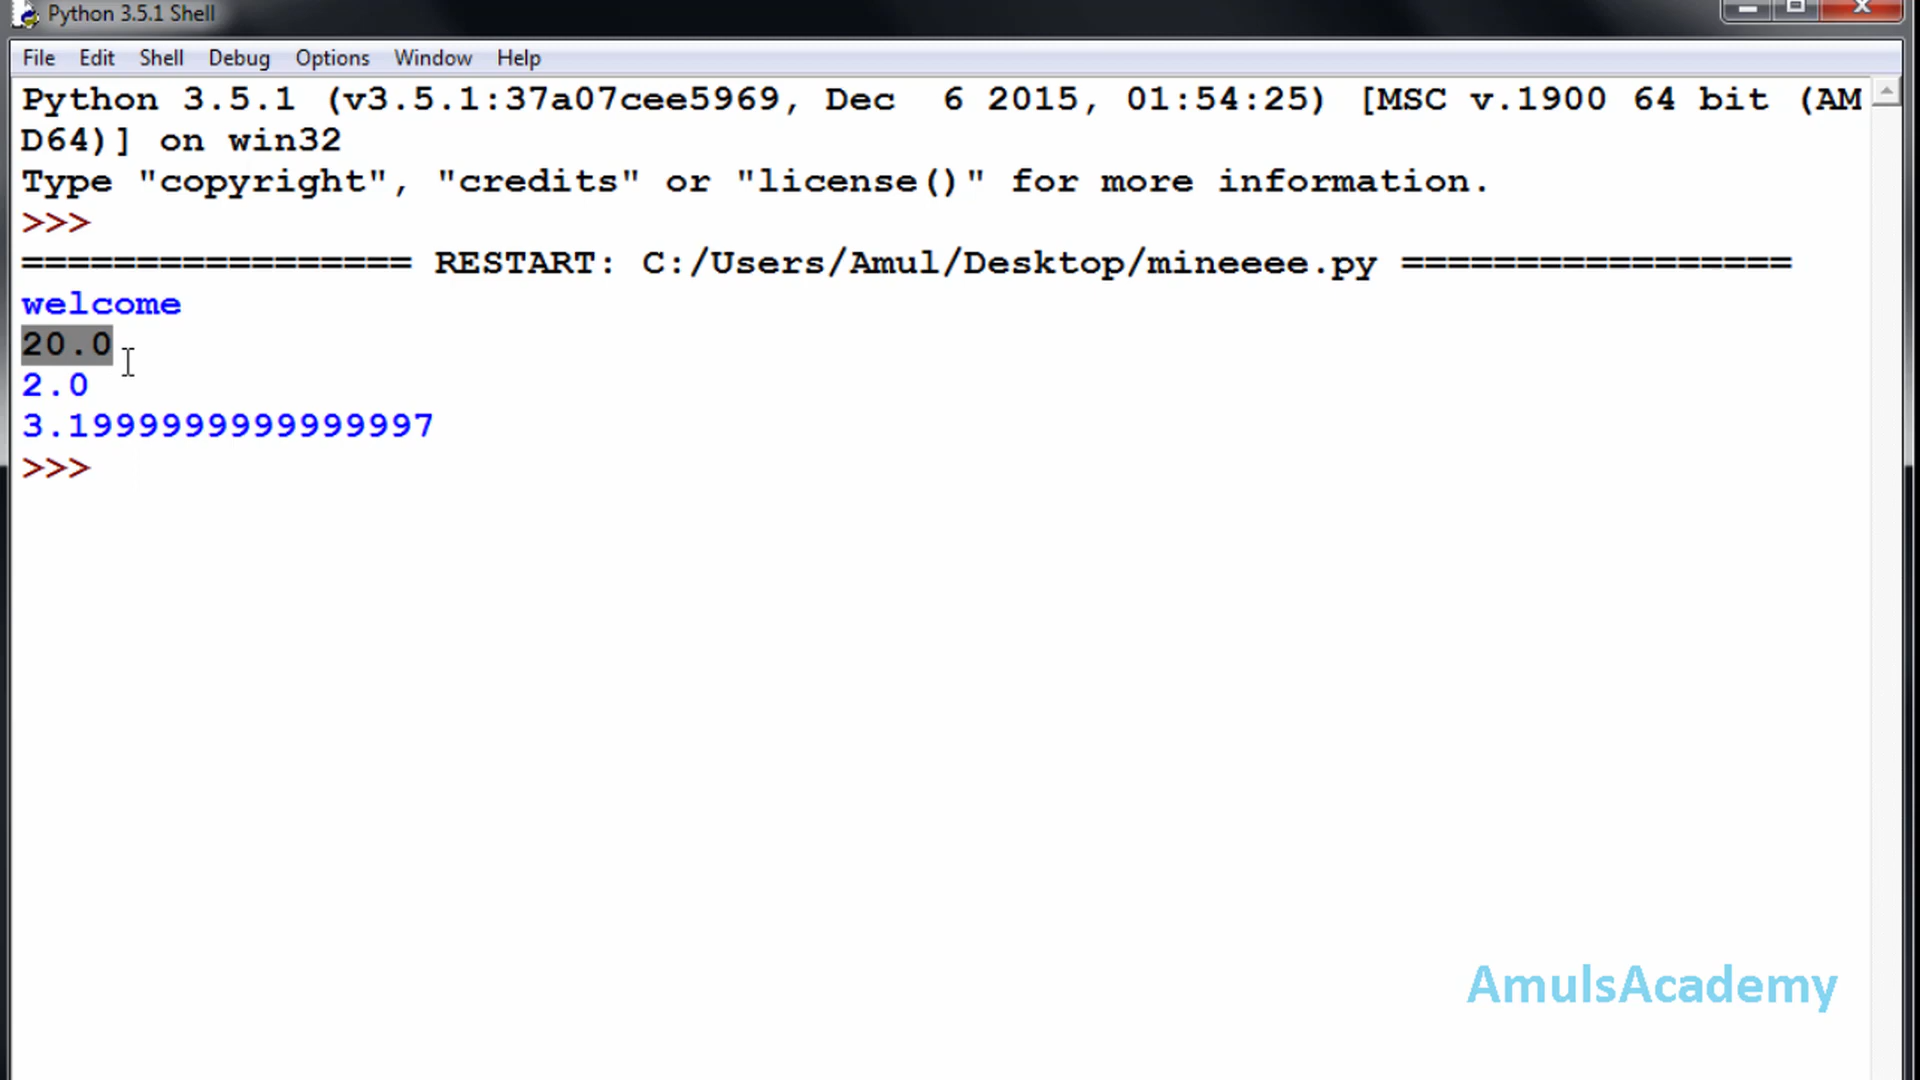 Python 3.5.1 Shell
File Edit Shell Debug Options Window Help
Python 3.5.1 (v3.5.1:37a07cee5969, Dec  6 2015, 01:54:25) [MSC v.1900 64 bit (AM
D64)] on win32
Type "copyright", "credits" or "license()" for more information.
>>>
================= RESTART: C:/Users/Amul/Desktop/mineeee.py =================
welcome
20.0
2.0
3.1999999999999997
>>>
AmulsAcademy